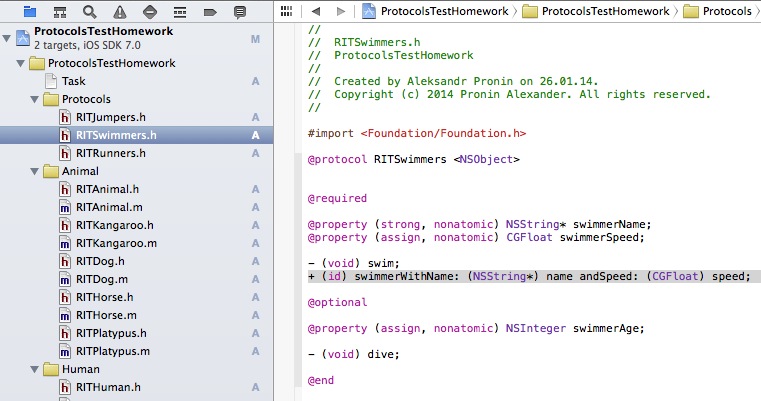 ProtocolsTestHomework
2 targets, iOS SDK 7.0
M
ProtocolsTestHomework
Task
A
Protocols
RITJumpers.h
A
RITSwimmers.h
A
RITRunners.h
A
Animal
RITAnimal.h
A
RITAnimal.m
A
RITKangaroo.h
A
RITKangaroo.m
A
RITDog.h
A
RITDog.m
A
RITHorse.h
A
RITHorse.m
A
RITPlatypus.h
A
RITPlatypus.m
A
Human
RITHuman.h
A
ProtocolsTestHomework
ProtocolsTestHomework
Protocols
//
//  RITSwimmers.h
//  ProtocolsTestHomework
//
//  Created by Aleksandr Pronin on 26.01.14.
//  Copyright (c) 2014 Pronin Alexander. All rights reserved.
//
#import <Foundation/Foundation.h>
@protocol RITSwimmers <NSObject>
@required
@property (strong, nonatomic) NSString* swimmerName;
@property (assign, nonatomic) CGFloat swimmerSpeed;
- (void) swim;
+ (id) swimmerWithName: (NSString*) name andSpeed: (CGFloat) speed;
@optional
@property (assign, nonatomic) NSInteger swimmerAge;
- (void) dive;
@end